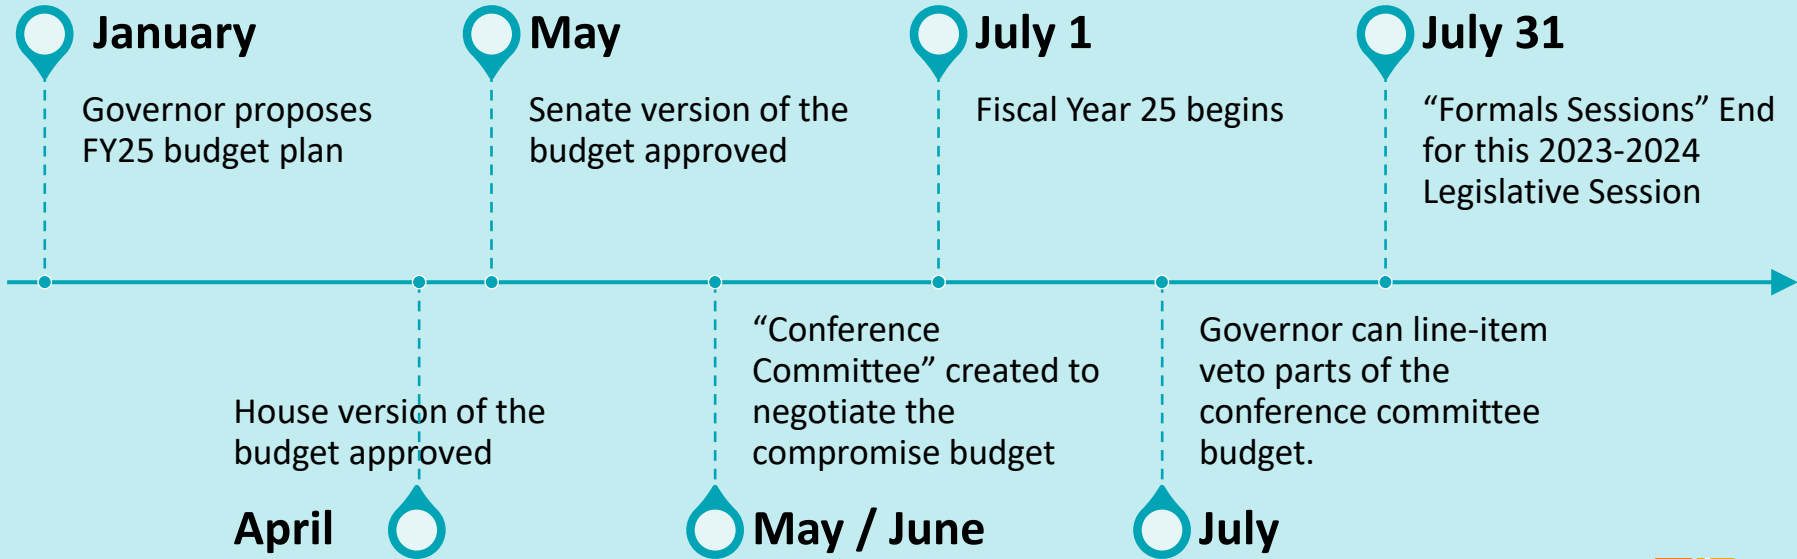 January
Governor proposes
FY25 budget plan
May
Senate version of the
budget approved
July 1
Fiscal Year 25 begins
July 31
“Formals Sessions” End
for this 2023-2024
Legislative Session
House version of the
budget approved
April
“Conference
Committee” created to
negotiate the
compromise budget
May / June
Governor can line-item
veto parts of the
conference committee
budget.
July